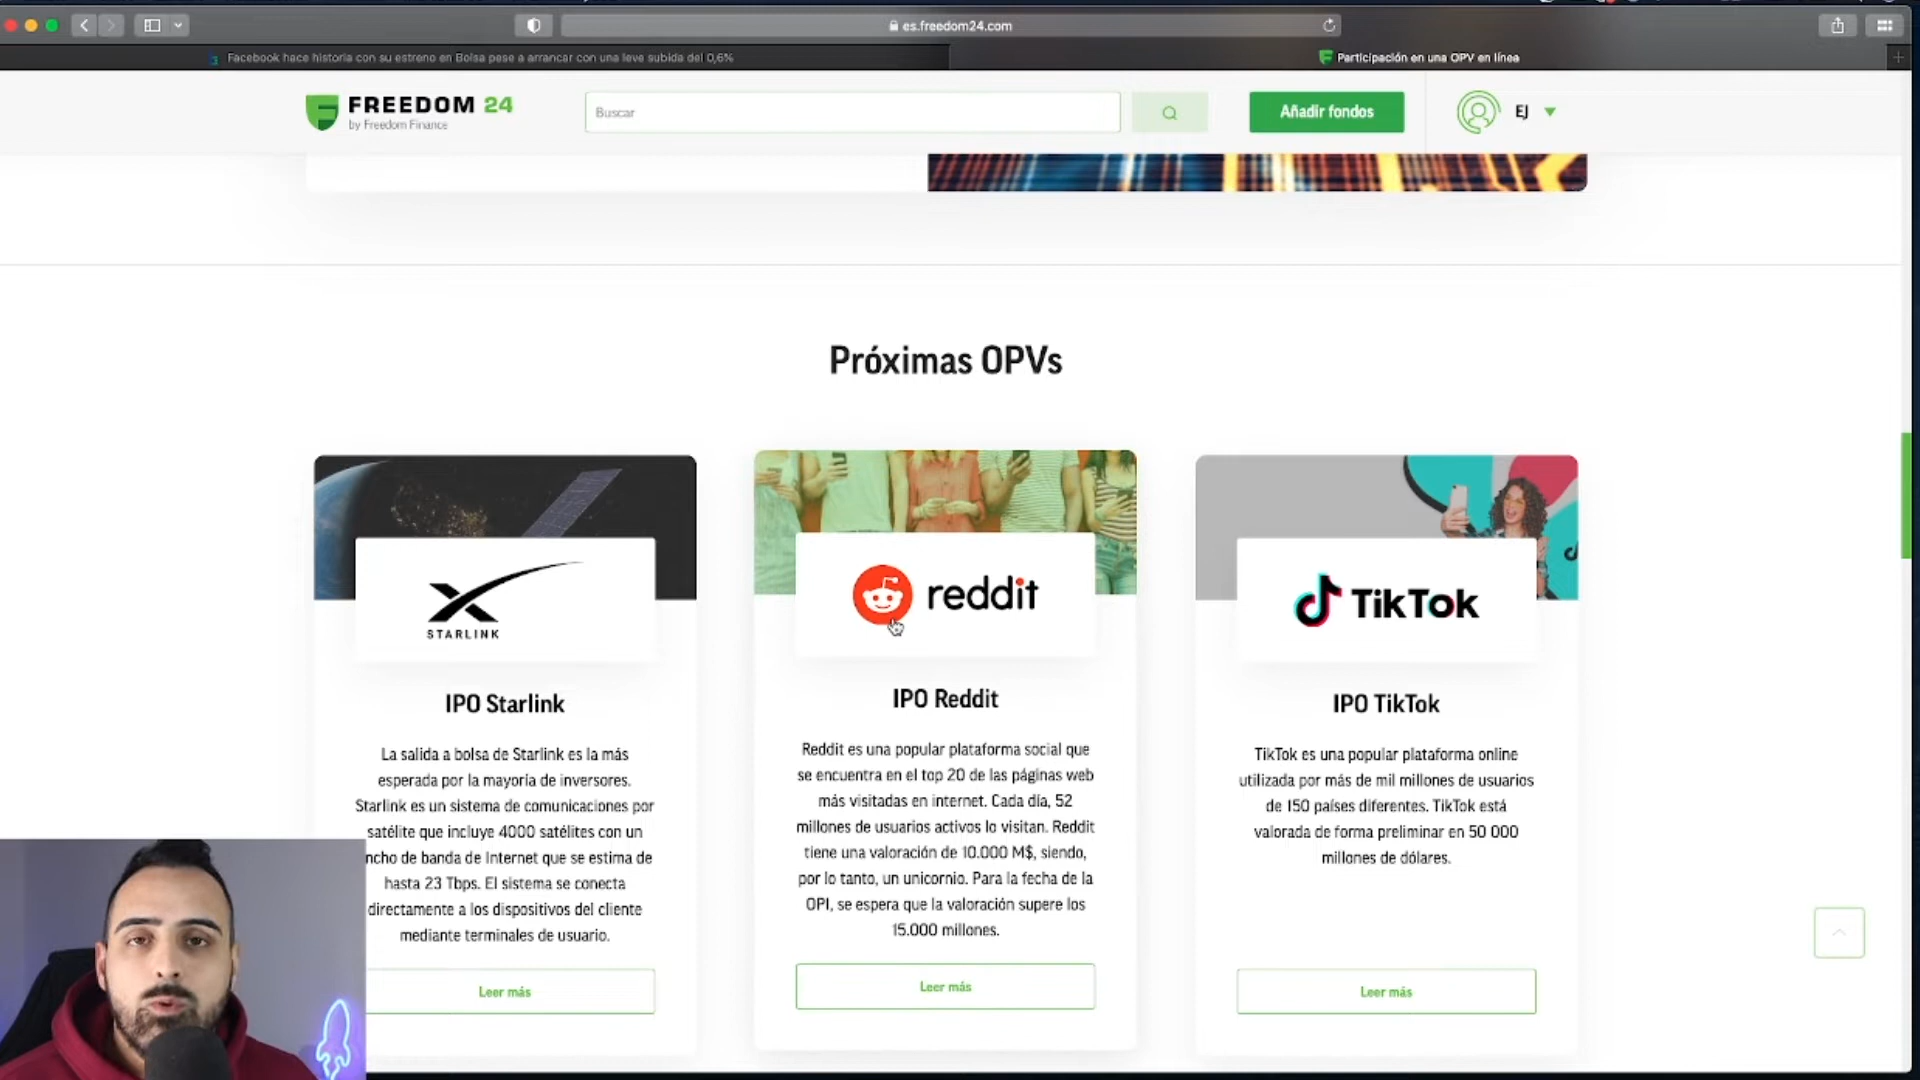 es.freedom24.com
Facebook hace historia con su estreno en Bolsa pese a arrancar con una leve subida del 0,6%
Participación en una OPV en línea
FREEDOM 24
by Freedom Finance
Buscar
Añadir fondos
EJ
Próximas OPVs
STARLINK
IPO Starlink
La salida a bolsa de Starlink es la más
esperada por la mayoría de inversores.
Starlink es un sistema de comunicaciones por
satélite que incluye 4000 satélites con un
ncho de banda de Internet que se estima de
hasta 23 Tbps. El sistema se conecta
directamente a los dispositivos del cliente
mediante terminales de usuario.
Leer más
reddit
IPO Reddit
Reddit es una popular plataforma social que
se encuentra en el top 20 de las páginas web
más visitadas en internet. Cada día, 52
millones de usuarios activos lo visitan. Reddit
tiene una valoración de 10.000 M$, siendo,
por lo tanto, un unicornio. Para la fecha de la
OPI, se espera que la valoración supere los
15.000 millones.
Leer más
TikTok
IPO TikTok
TikTok es una popular plataforma online
utilizada por más de mil millones de usuarios
de 150 países diferentes. TikTok está
valorada de forma preliminar en 50 000
millones de dólares.
Leer más